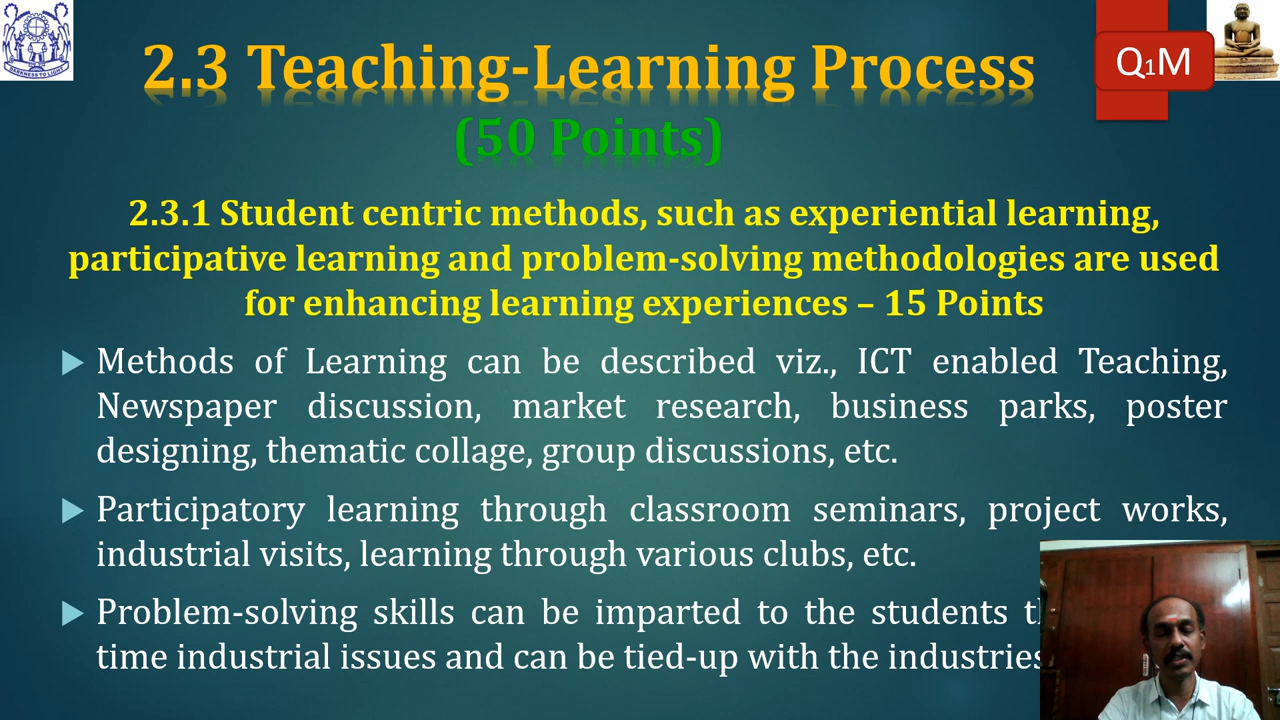 2.3 Teaching-Learning Process
Q1M
(50 Points)
2.3.1 Student centric methods, such as experiential learning,
participative learning and problem-solving methodologies are used
for enhancing learning experiences – 15 Points
Methods of Learning can be described viz., ICT enabled Teaching,
Newspaper discussion, market research, business parks, poster
designing, thematic collage, group discussions, etc.
Participatory learning through classroom seminars, project works,
industrial visits, learning through various clubs, etc.
Problem-solving skills can be imparted to the students
time industrial issues and can be tied-up with the industries